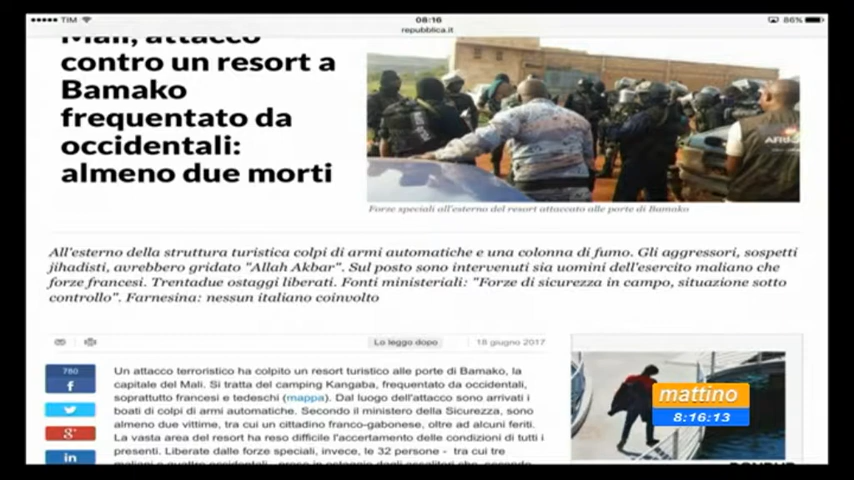 TIM
08:16
86%
repubblica.it
Mali, attacco
contro un resort a
Bamako
frequentato da
occidentali:
almeno due morti
Forze speciali all'esterno del resort attaccato alle porte di Bamako
All'esterno della struttura turistica colpi di armi automatiche e una colonna di fumo. Gli aggressori, sospetti
jihadisti, avrebbero gridato "Allah Akbar". Sul posto sono intervenuti sia uomini dell'esercito maliano che
forze francesi. Trentadue ostaggi liberati. Fonti ministeriali: "Forze di sicurezza in campo, situazione sotto
controllo". Farnesina: nessun italiano coinvolto
Lo leggo dopo
18 giugno 2017
780
f
g+
in
Un attacco terroristico ha colpito un resort turistico alle porte di Bamako, la
capitale del Mali. Si tratta del camping Kangaba, frequentato da occidentali,
soprattutto francesi e tedeschi (mappa). Dal luogo dell'attacco sono arrivati i
boati di colpi di armi automatiche. Secondo il ministero della Sicurezza, sono
almeno due vittime, tra cui un cittadino franco-gabonese, oltre ad alcuni feriti.
La vasta area del resort ha reso difficile l'accertamento delle condizioni di tutti i
presenti. Liberate dalle forze speciali, invece, le 32 persone - tra cui tre
mattino
8:16:13